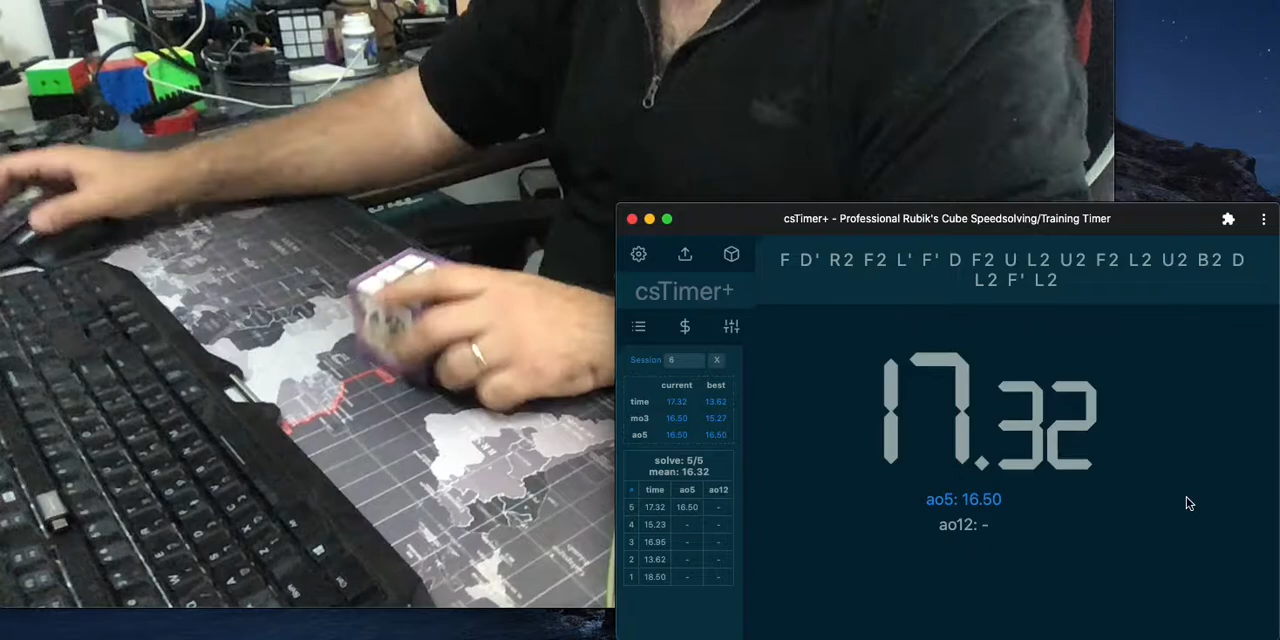 csTimer+ - Professional Rubik's Cube Speedsolving/Training Timer
F D' R2 F2 L' F' D F2 U L2 U2 F2 L2 U2 B2 D
L2 F' L2
csTimer+
Session 6 X
current best
time 17.32 13.62
mo3 16.50 15.27
ao5 16.50 16.50
solve: 5/5
mean: 16.32
time ao5 ao12
5 17.32 16.50 -
4 15.23 - -
3 16.95 - -
2 13.62 - -
1 18.50 - -
17.32
ao5: 16.50
ao12: -